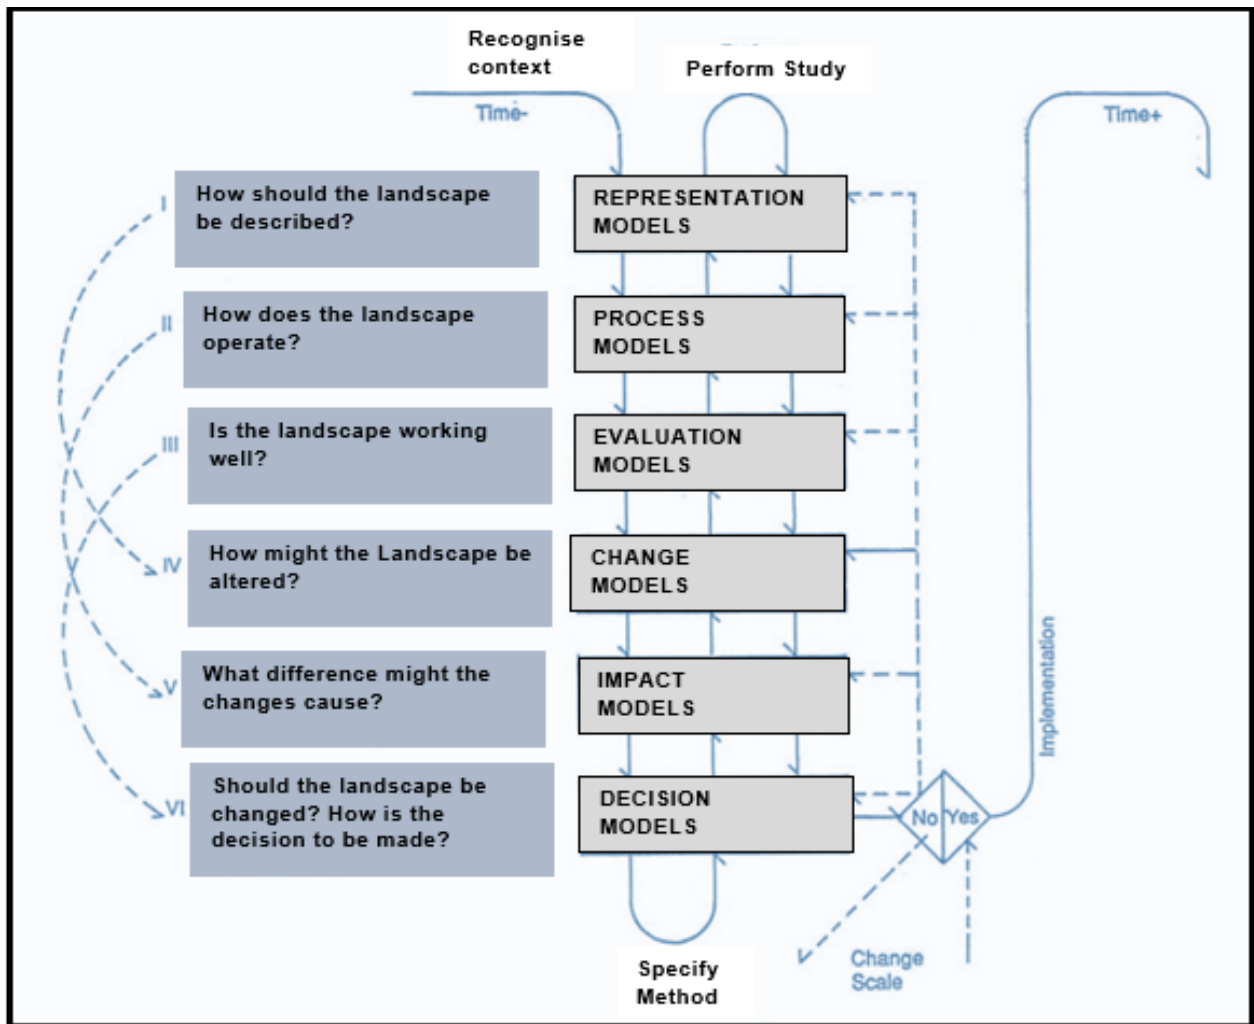 Recognise
context
Perform Study
Time-
Time+
I
How should the landscape
be described?
REPRESENTATION
MODELS
II
How does the landscape
operate?
PROCESS
MODELS
III
Is the landscape working
well?
EVALUATION
MODELS
IV
How might the Landscape be
altered?
CHANGE
MODELS
V
What difference might the
changes cause?
IMPACT
MODELS
Implementation
VI
Should the landscape be
changed? How is the
decision to be made?
DECISION
MODELS
No Yes
Change
Scale
Specify
Method